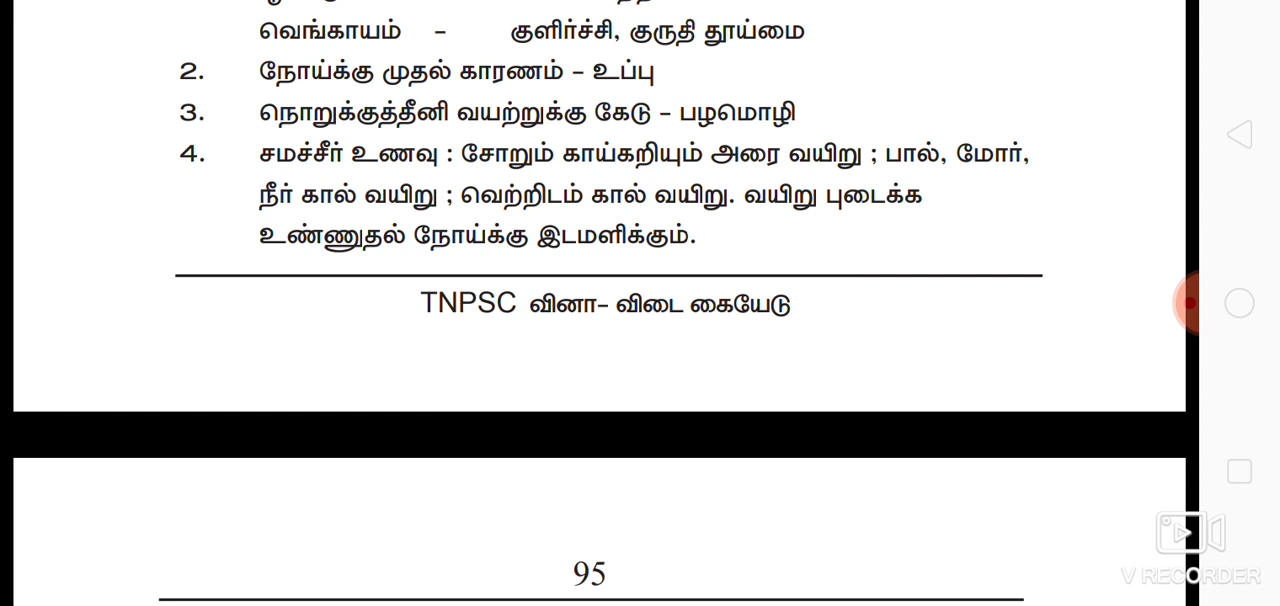 வெங்காயம் - குளிர்ச்சி, குருதி தூய்மை
2. நோய்க்கு முதல் காரணம் – உப்பு
3. நொறுக்குத்தீனி வயற்றுக்கு கேடு – பழமொழி
4. சமச்சீர் உணவு : சோறும் காய்கறியும் அரை வயிறு ; பால், மோர்,
நீர் கால் வயிறு ; வெற்றிடம் கால் வயிறு. வயிறு புடைக்க
உண்ணுதல் நோய்க்கு இடமளிக்கும்.
TNPSC வினா– விடை கையேடு
95
V RECORDER